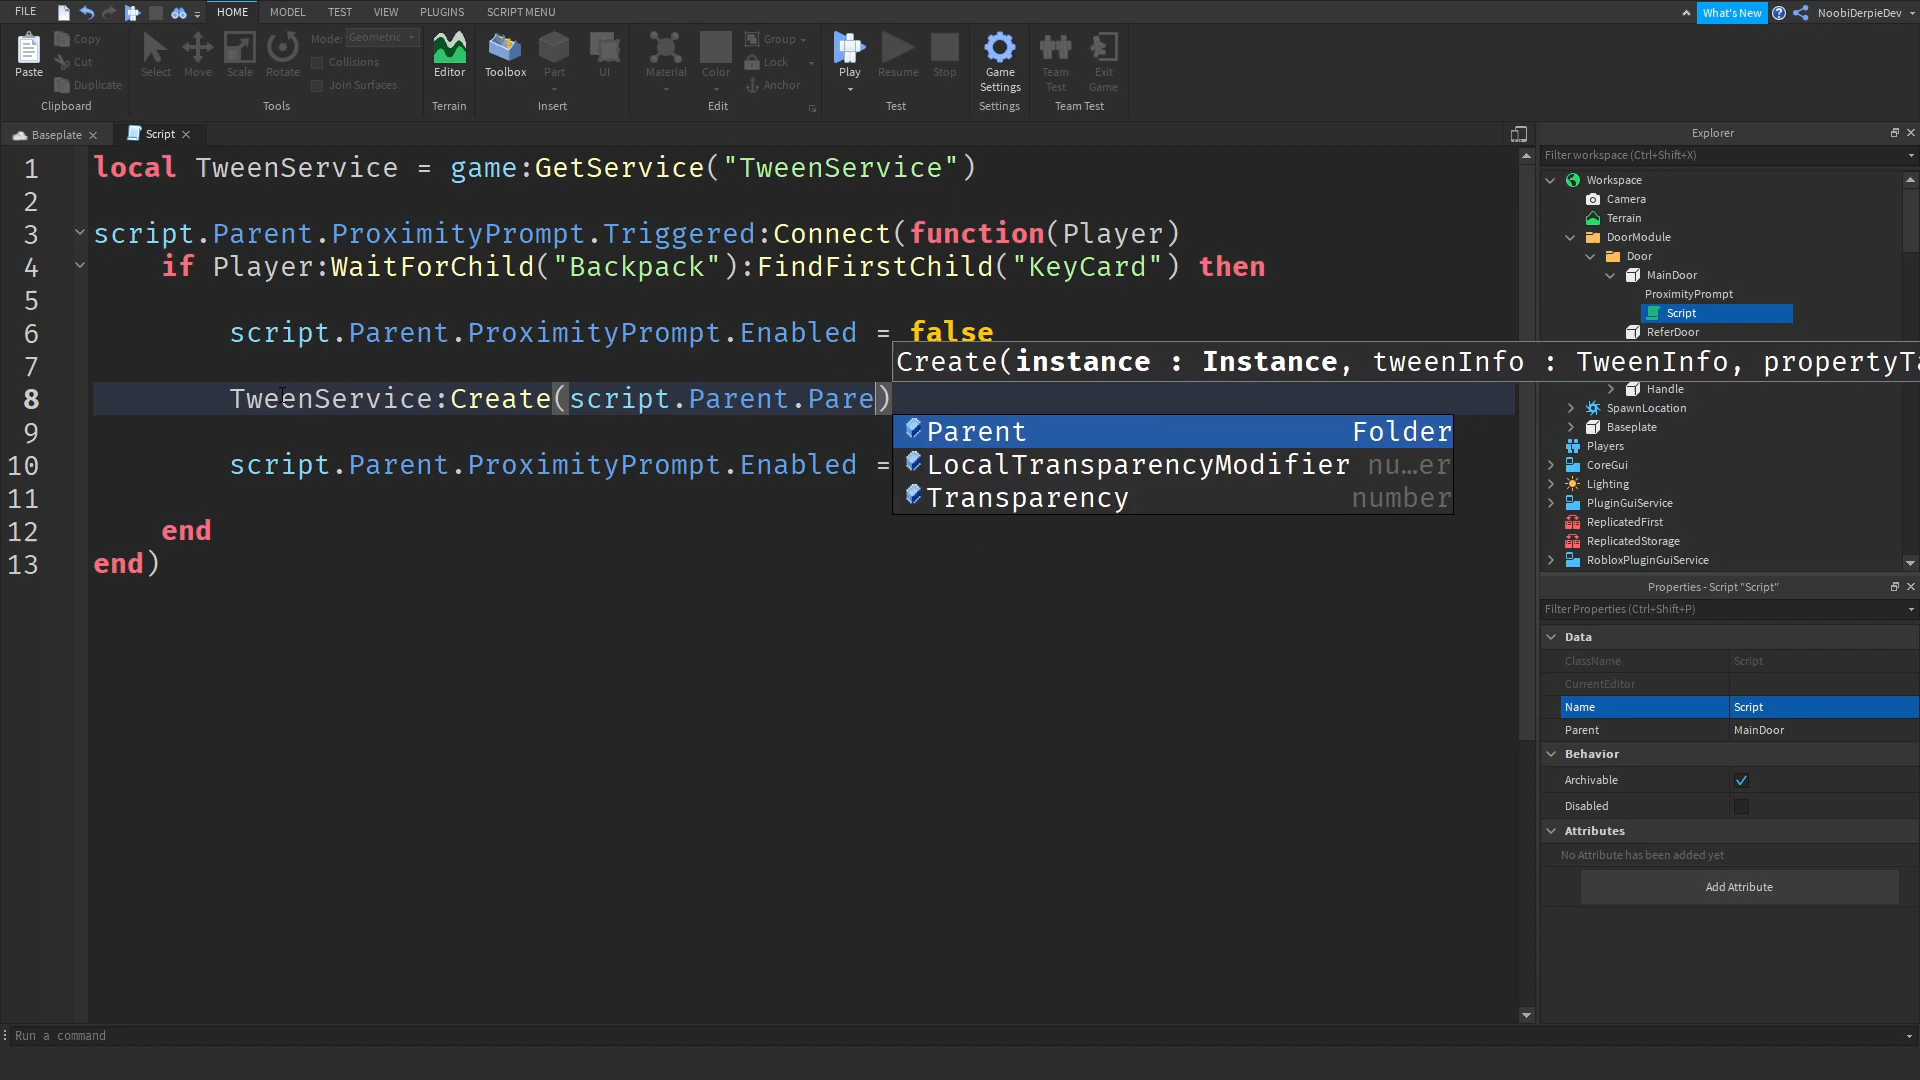 FILE HOME MODEL TEST VIEW PLUGINS SCRIPT MENU What's New NoobiDerpieDev
Paste Copy Cut Duplicate Clipboard
Select Move Scale Rotate Mode: Geometric Collisions Join Surfaces Tools
Editor Terrain
Toolbox Part UI Insert
Material Color Group Lock Anchor Edit
Play Resume Stop Test
Game Settings Settings
Team Test Exit Game Team Test
Baseplate Script
1 local TweenService = game:GetService("TweenService")
2
3 script.Parent.ProximityPrompt.Triggered:Connect(function(Player)
4 if Player:WaitForChild("Backpack"):FindFirstChild("KeyCard") then
5
6 script.Parent.ProximityPrompt.Enabled = false
7
Create(instance : Instance, tweenInfo : TweenInfo, propertyTa
8 TweenService:Create(script.Parent.Pare)
9
Parent Folder
10 script.Parent.ProximityPrompt.Enabled =
LocalTransparencyModifier nu...er
Transparency number
11
12 end
13 end)
Run a command
Explorer
Filter workspace (Ctrl+Shift+X)
Workspace
Camera
Terrain
DoorModule
Door
MainDoor
ProximityPrompt
Script
ReferDoor
Handle
SpawnLocation
Baseplate
Players
CoreGui
Lighting
PluginGuiService
ReplicatedFirst
ReplicatedStorage
RobloxPluginGuiService
Properties - Script "Script"
Filter Properties (Ctrl+Shift+P)
Data
ClassName Script
CurrentEditor
Name Script
Parent MainDoor
Behavior
Archivable
Disabled
Attributes
No Attribute has been added yet
Add Attribute